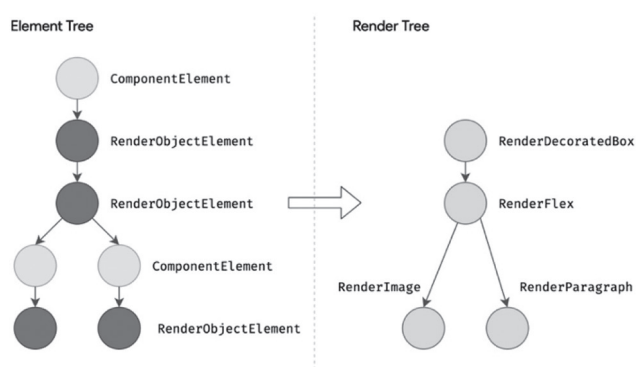 Element Tree
Render Tree
ComponentElement
RenderObjectElement
RenderDecoratedBox
RenderObjectElement
RenderFlex
ComponentElement
RenderImage
RenderParagraph
RenderObjectElement